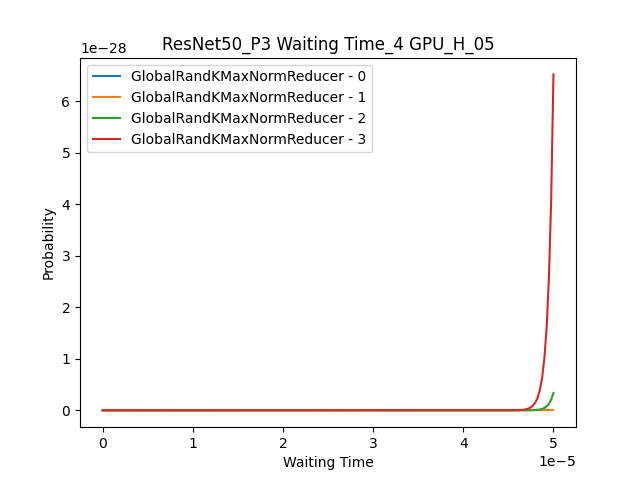 ResNet50_P3 Waiting Time_4 GPU_H_05
1e−28
GlobalRandKMaxNormReducer - 0
GlobalRandKMaxNormReducer - 1
GlobalRandKMaxNormReducer - 2
GlobalRandKMaxNormReducer - 3
6
5
4
3
2
1
0
Probability
0 1 2 3 4 5
1e−5
Waiting Time